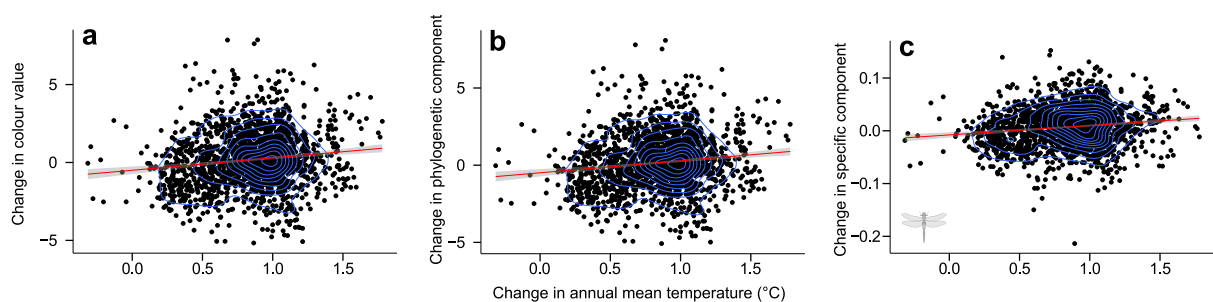 a
Change in colour value
5
0
−5
0.0 0.5 1.0 1.5
b
Change in phylogenetic component
5
0
−5
0.0 0.5 1.0 1.5
Change in annual mean temperature (°C)
c
Change in specific component
0.1
0.0
−0.1
−0.2
0.0 0.5 1.0 1.5